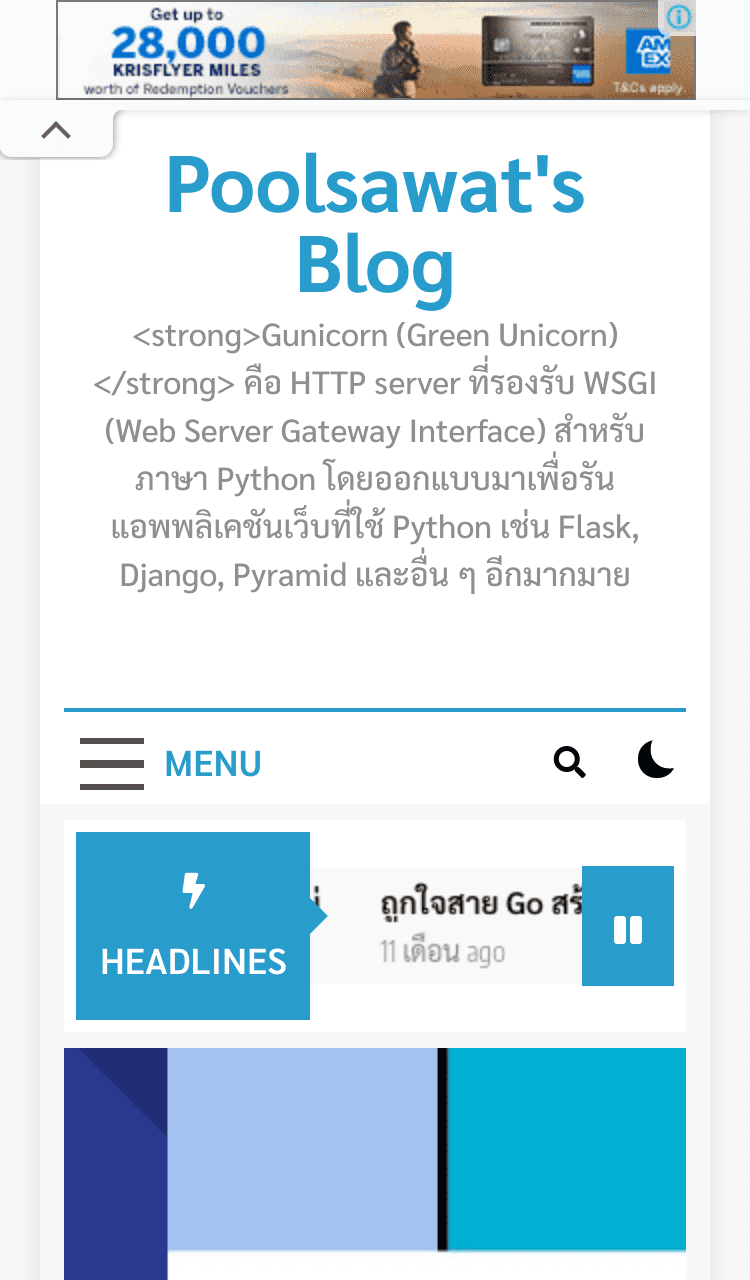 Get up to
28,000
KRISFLYER MILES
worth of Redemption Vouchers
AM
EX
T&Cs apply.
Poolsawat's
Blog
<strong>Gunicorn (Green Unicorn)
</strong> คือ HTTP server ที่รองรับ WSGI
(Web Server Gateway Interface) สำหรับ
ภาษา Python โดยออกแบบมาเพื่อรัน
แอพพลิเคชันเว็บที่ใช้ Python เช่น Flask,
Django, Pyramid และอื่น ๆ อีกมากมาย
MENU
HEADLINES
ถูกใจสาย Go สร้
11 เดือน ago